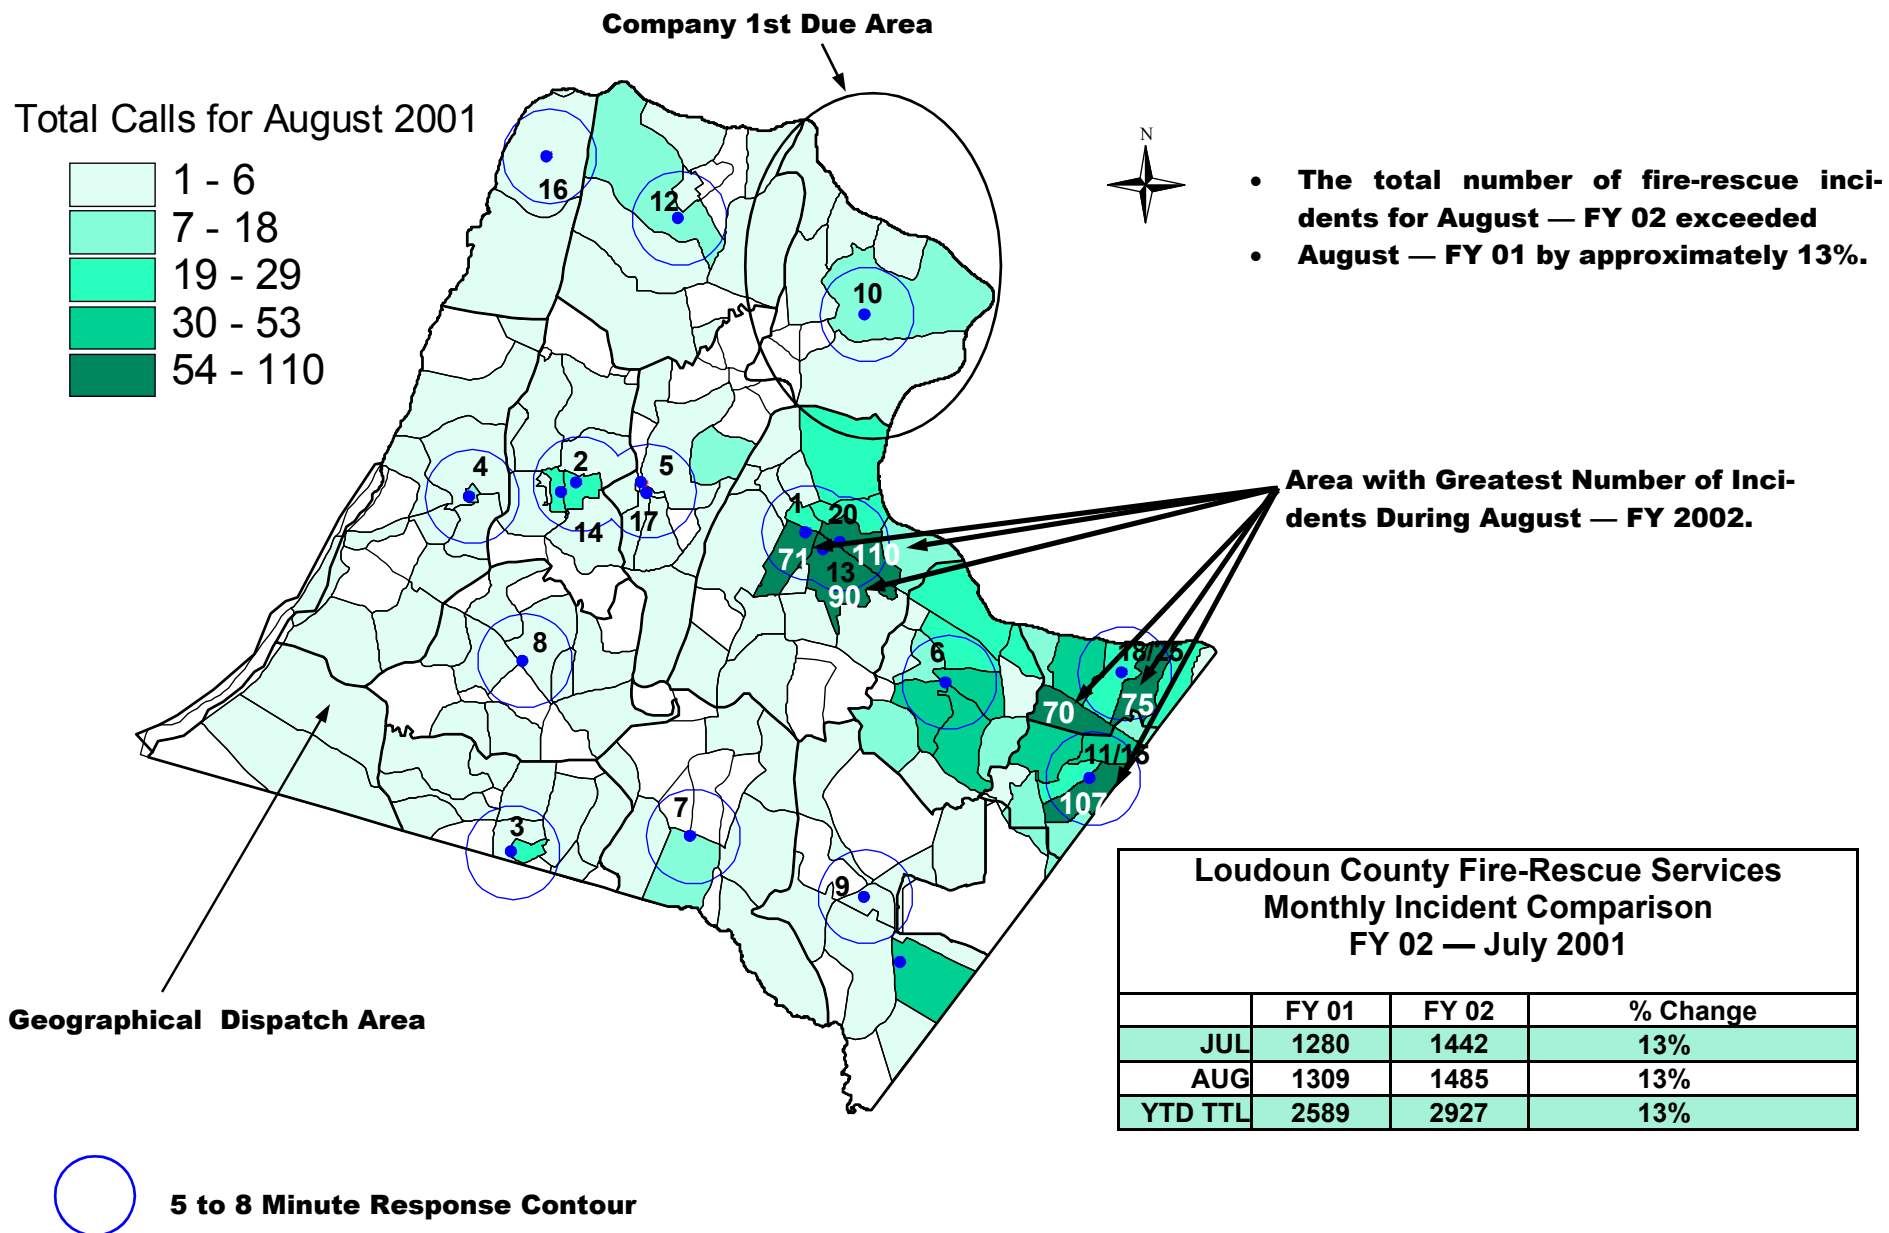 Company 1st Due Area
Total Calls for August 2001
1 - 6
7 - 18
19 - 29
30 - 53
54 - 110
N
• The total number of fire-rescue inci-
dents for August — FY 02 exceeded
• August — FY 01 by approximately 13%.
16
12
10
4
2
5
14
17
1
20
71
110
13
90
Area with Greatest Number of Inci-
dents During August — FY 2002.
8
6
18/25
70
75
11/15
107
3
7
9
Geographical Dispatch Area
Loudoun County Fire-Rescue Services
Monthly Incident Comparison
FY 02 — July 2001
FY 01 FY 02 % Change
JUL 1280 1442 13%
AUG 1309 1485 13%
YTD TTL 2589 2927 13%
5 to 8 Minute Response Contour